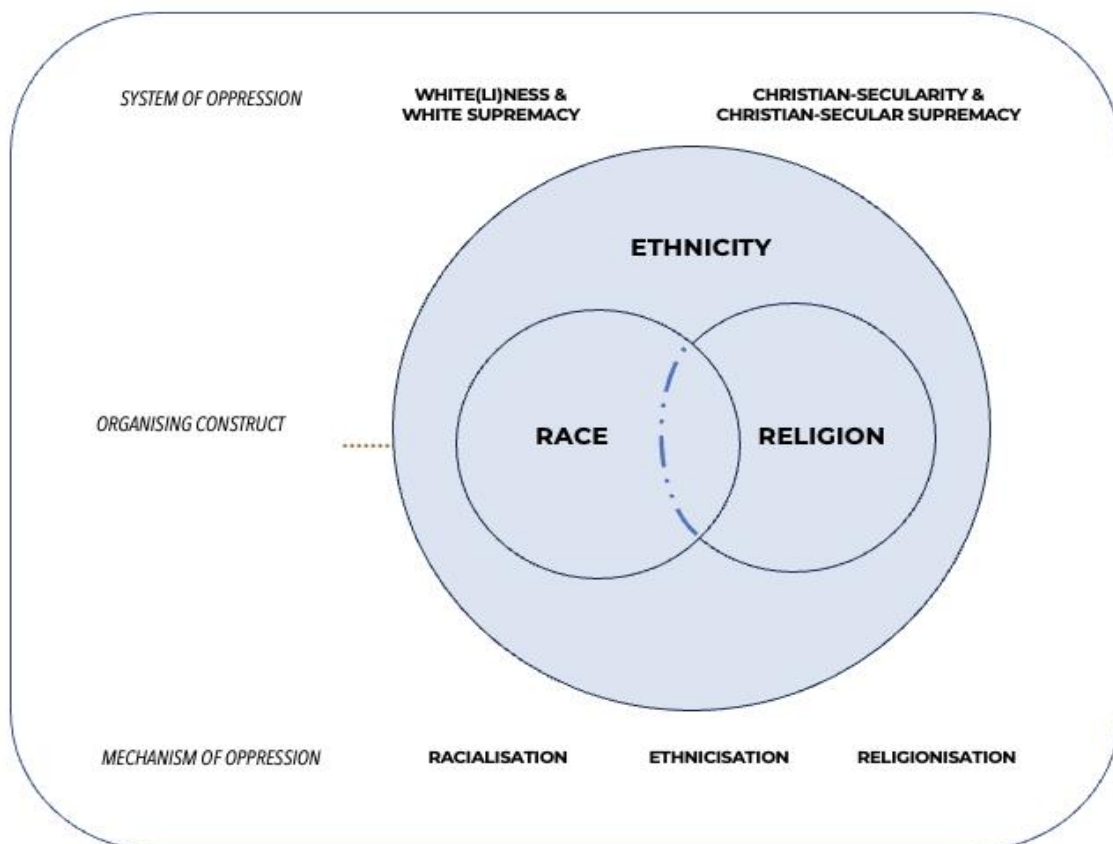 SYSTEM OF OPPRESSION
WHITE(LI)NESS &
WHITE SUPREMACY
CHRISTIAN-SECULARITY &
CHRISTIAN-SECULAR SUPREMACY
ETHNICITY
ORGANISING CONSTRUCT
RACE
RELIGION
MECHANISM OF OPPRESSION
RACIALISATION
ETHNICISATION
RELIGIONISATION